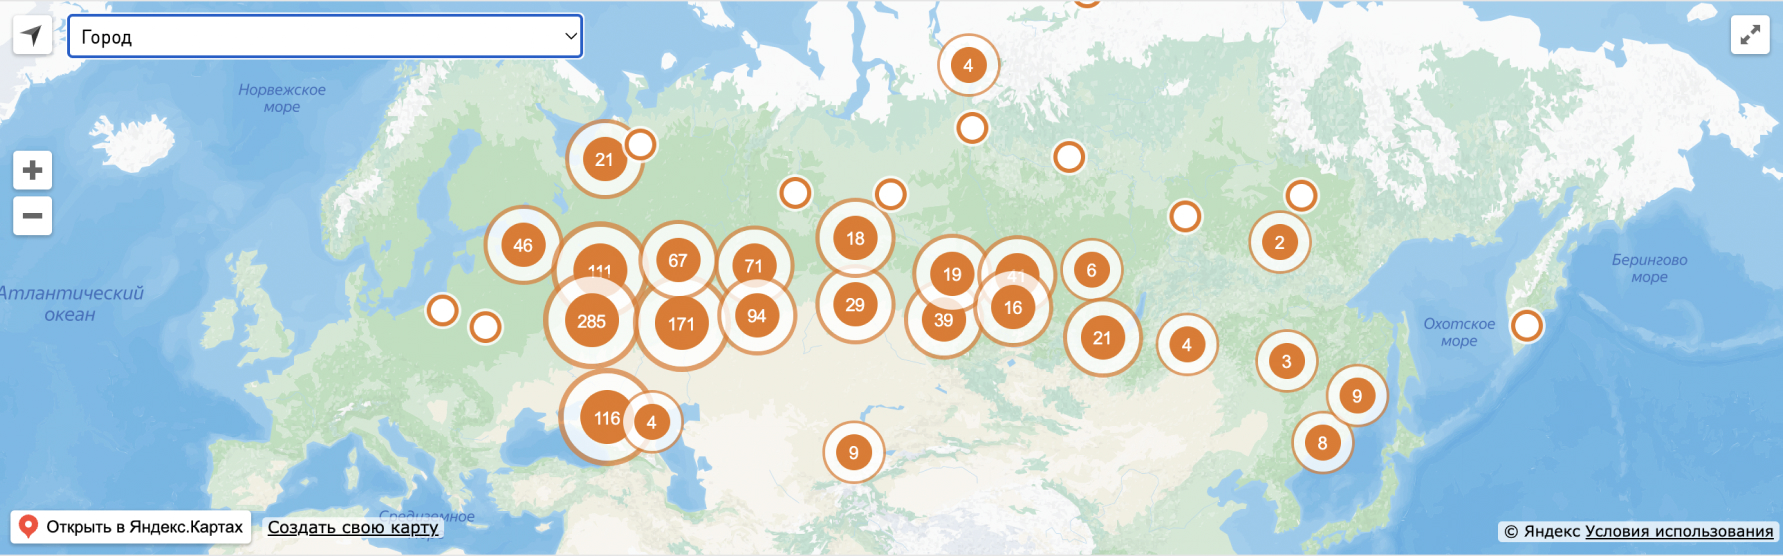 Город
4
Норвежское
море
21
46
111
67
71
18
19
41
6
2
Берингово
море
Атлантический
океан
285
171
94
29
39
16
21
4
Охотское
море
3
9
116
4
9
8
Средиземное
Открыть в Яндекс.Картах
Создать свою карту
© Яндекс Условия использования